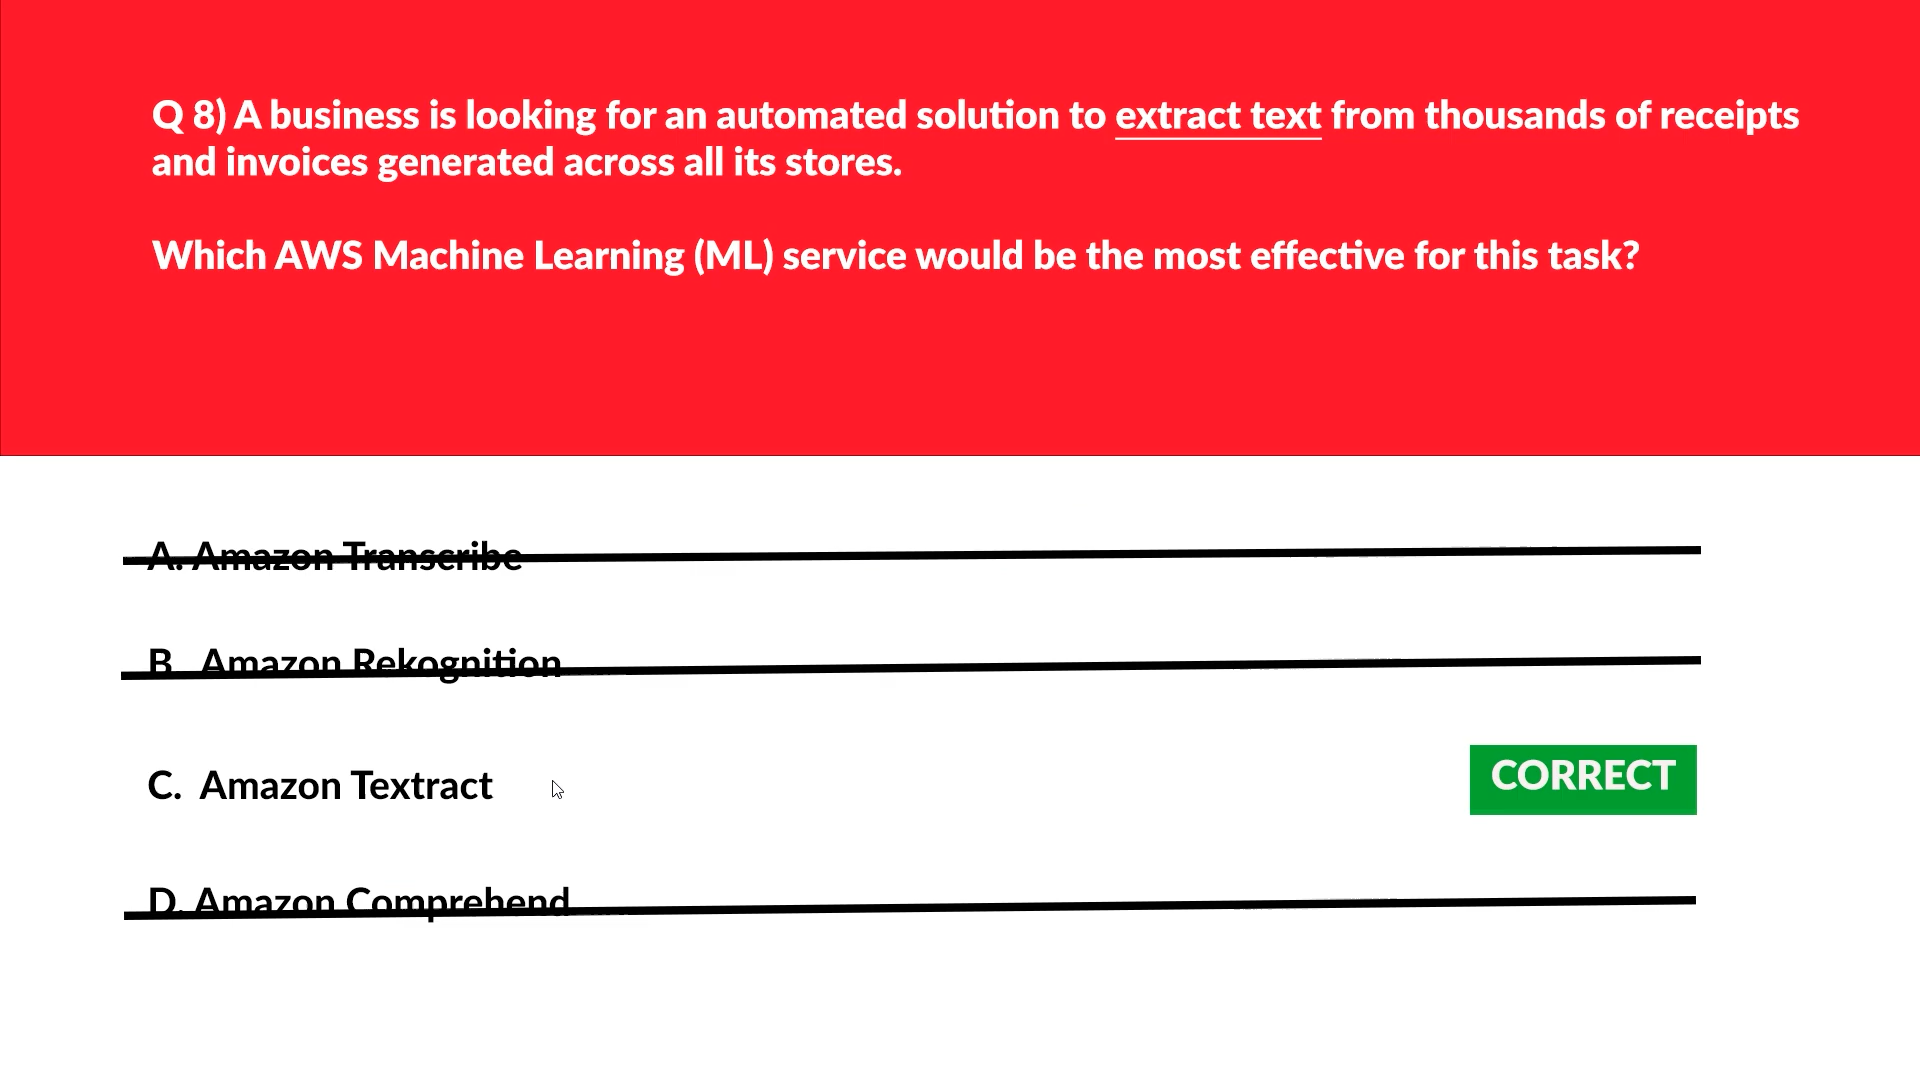 Q 8) A business is looking for an automated solution to extract text from thousands of receipts
and invoices generated across all its stores.
Which AWS Machine Learning (ML) service would be the most effective for this task?
A. Amazon Transcribe
B. Amazon Rekognition
C. Amazon Textract
CORRECT
D. Amazon Comprehend